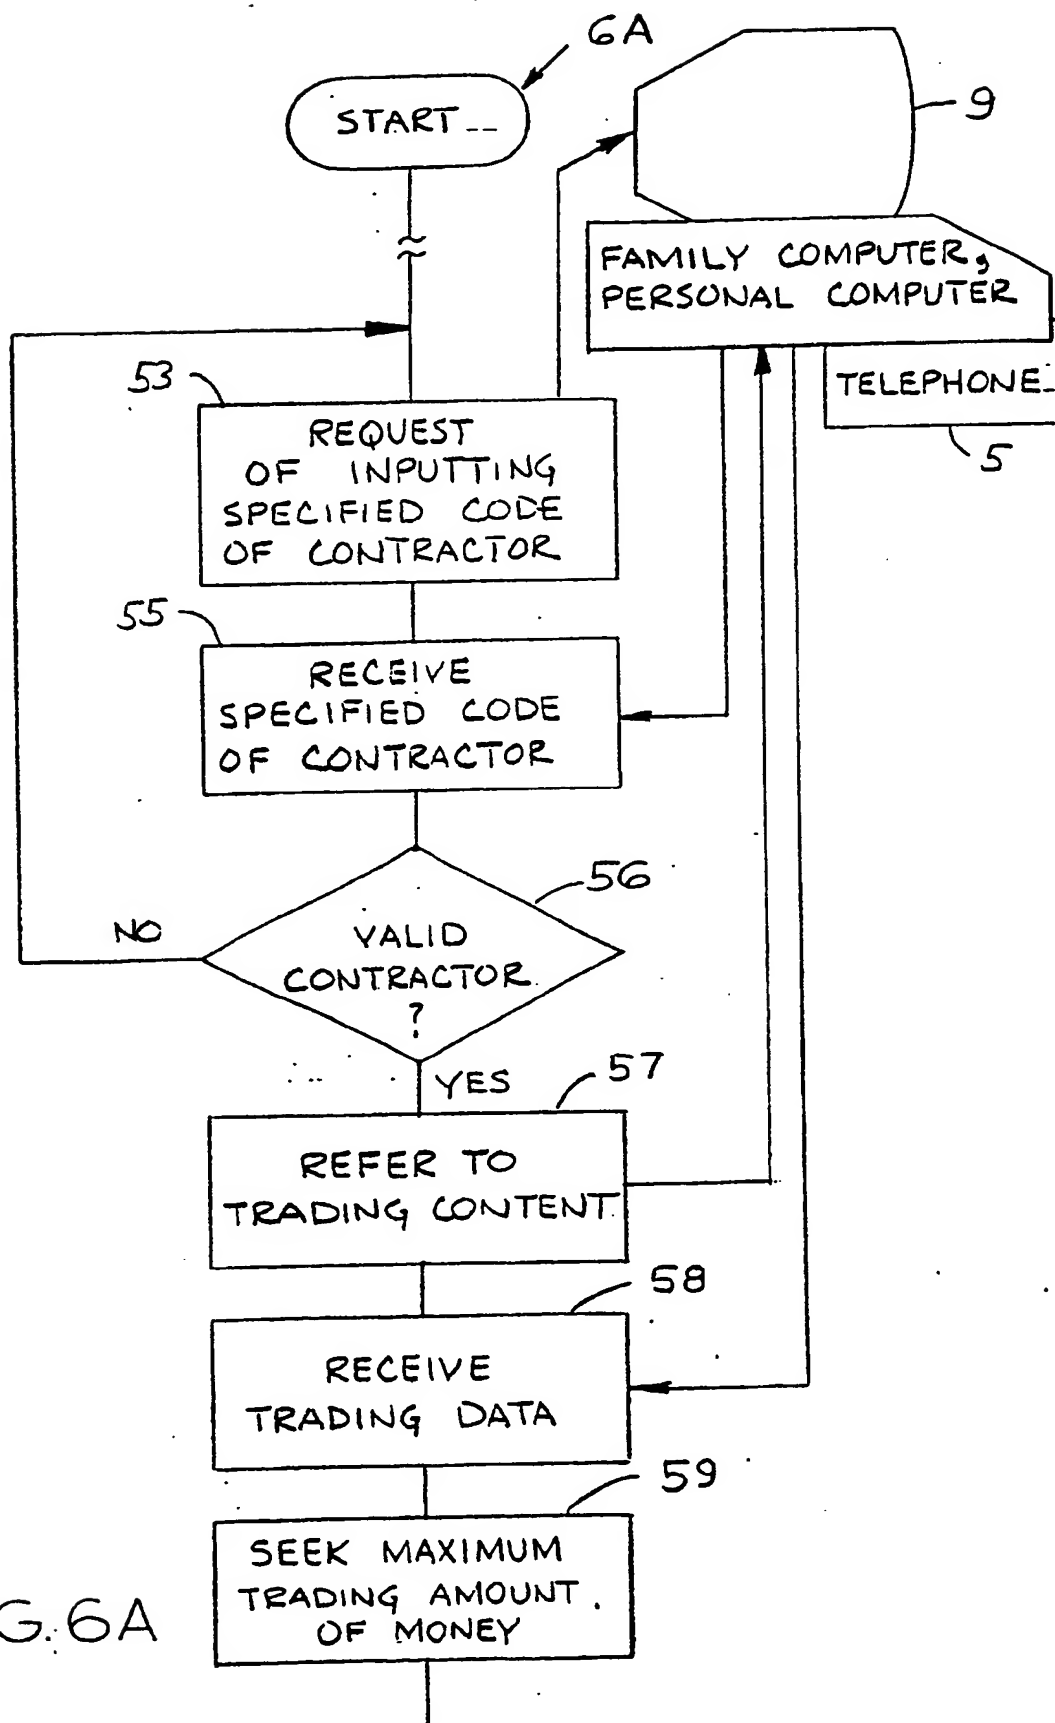 6A
START
9
FAMILY COMPUTER,
PERSONAL COMPUTER
TELEPHONE
5
53
REQUEST
OF INPUTTING
SPECIFIED CODE
OF CONTRACTOR
55
RECEIVE
SPECIFIED CODE
OF CONTRACTOR
56
NO
VALID
CONTRACTOR
?
YES
57
REFER TO
TRADING CONTENT
58
RECEIVE
TRADING DATA
59
SEEK MAXIMUM
TRADING AMOUNT
OF MONEY
G. 6A